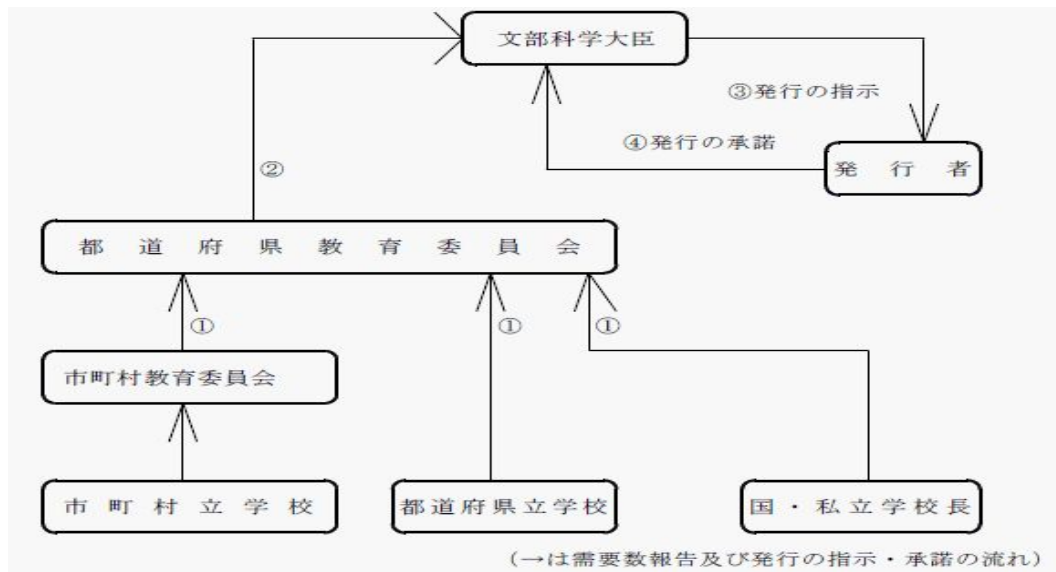 文部科学大臣
③発行の指示
④発行の承諾
発行者
②
都道府県教育委員会
①
①
①
市町村教育委員会
市町村立学校
都道府県立学校
国・私立学校長
(→は需要数報告及び発行の指示・承諾の流れ)